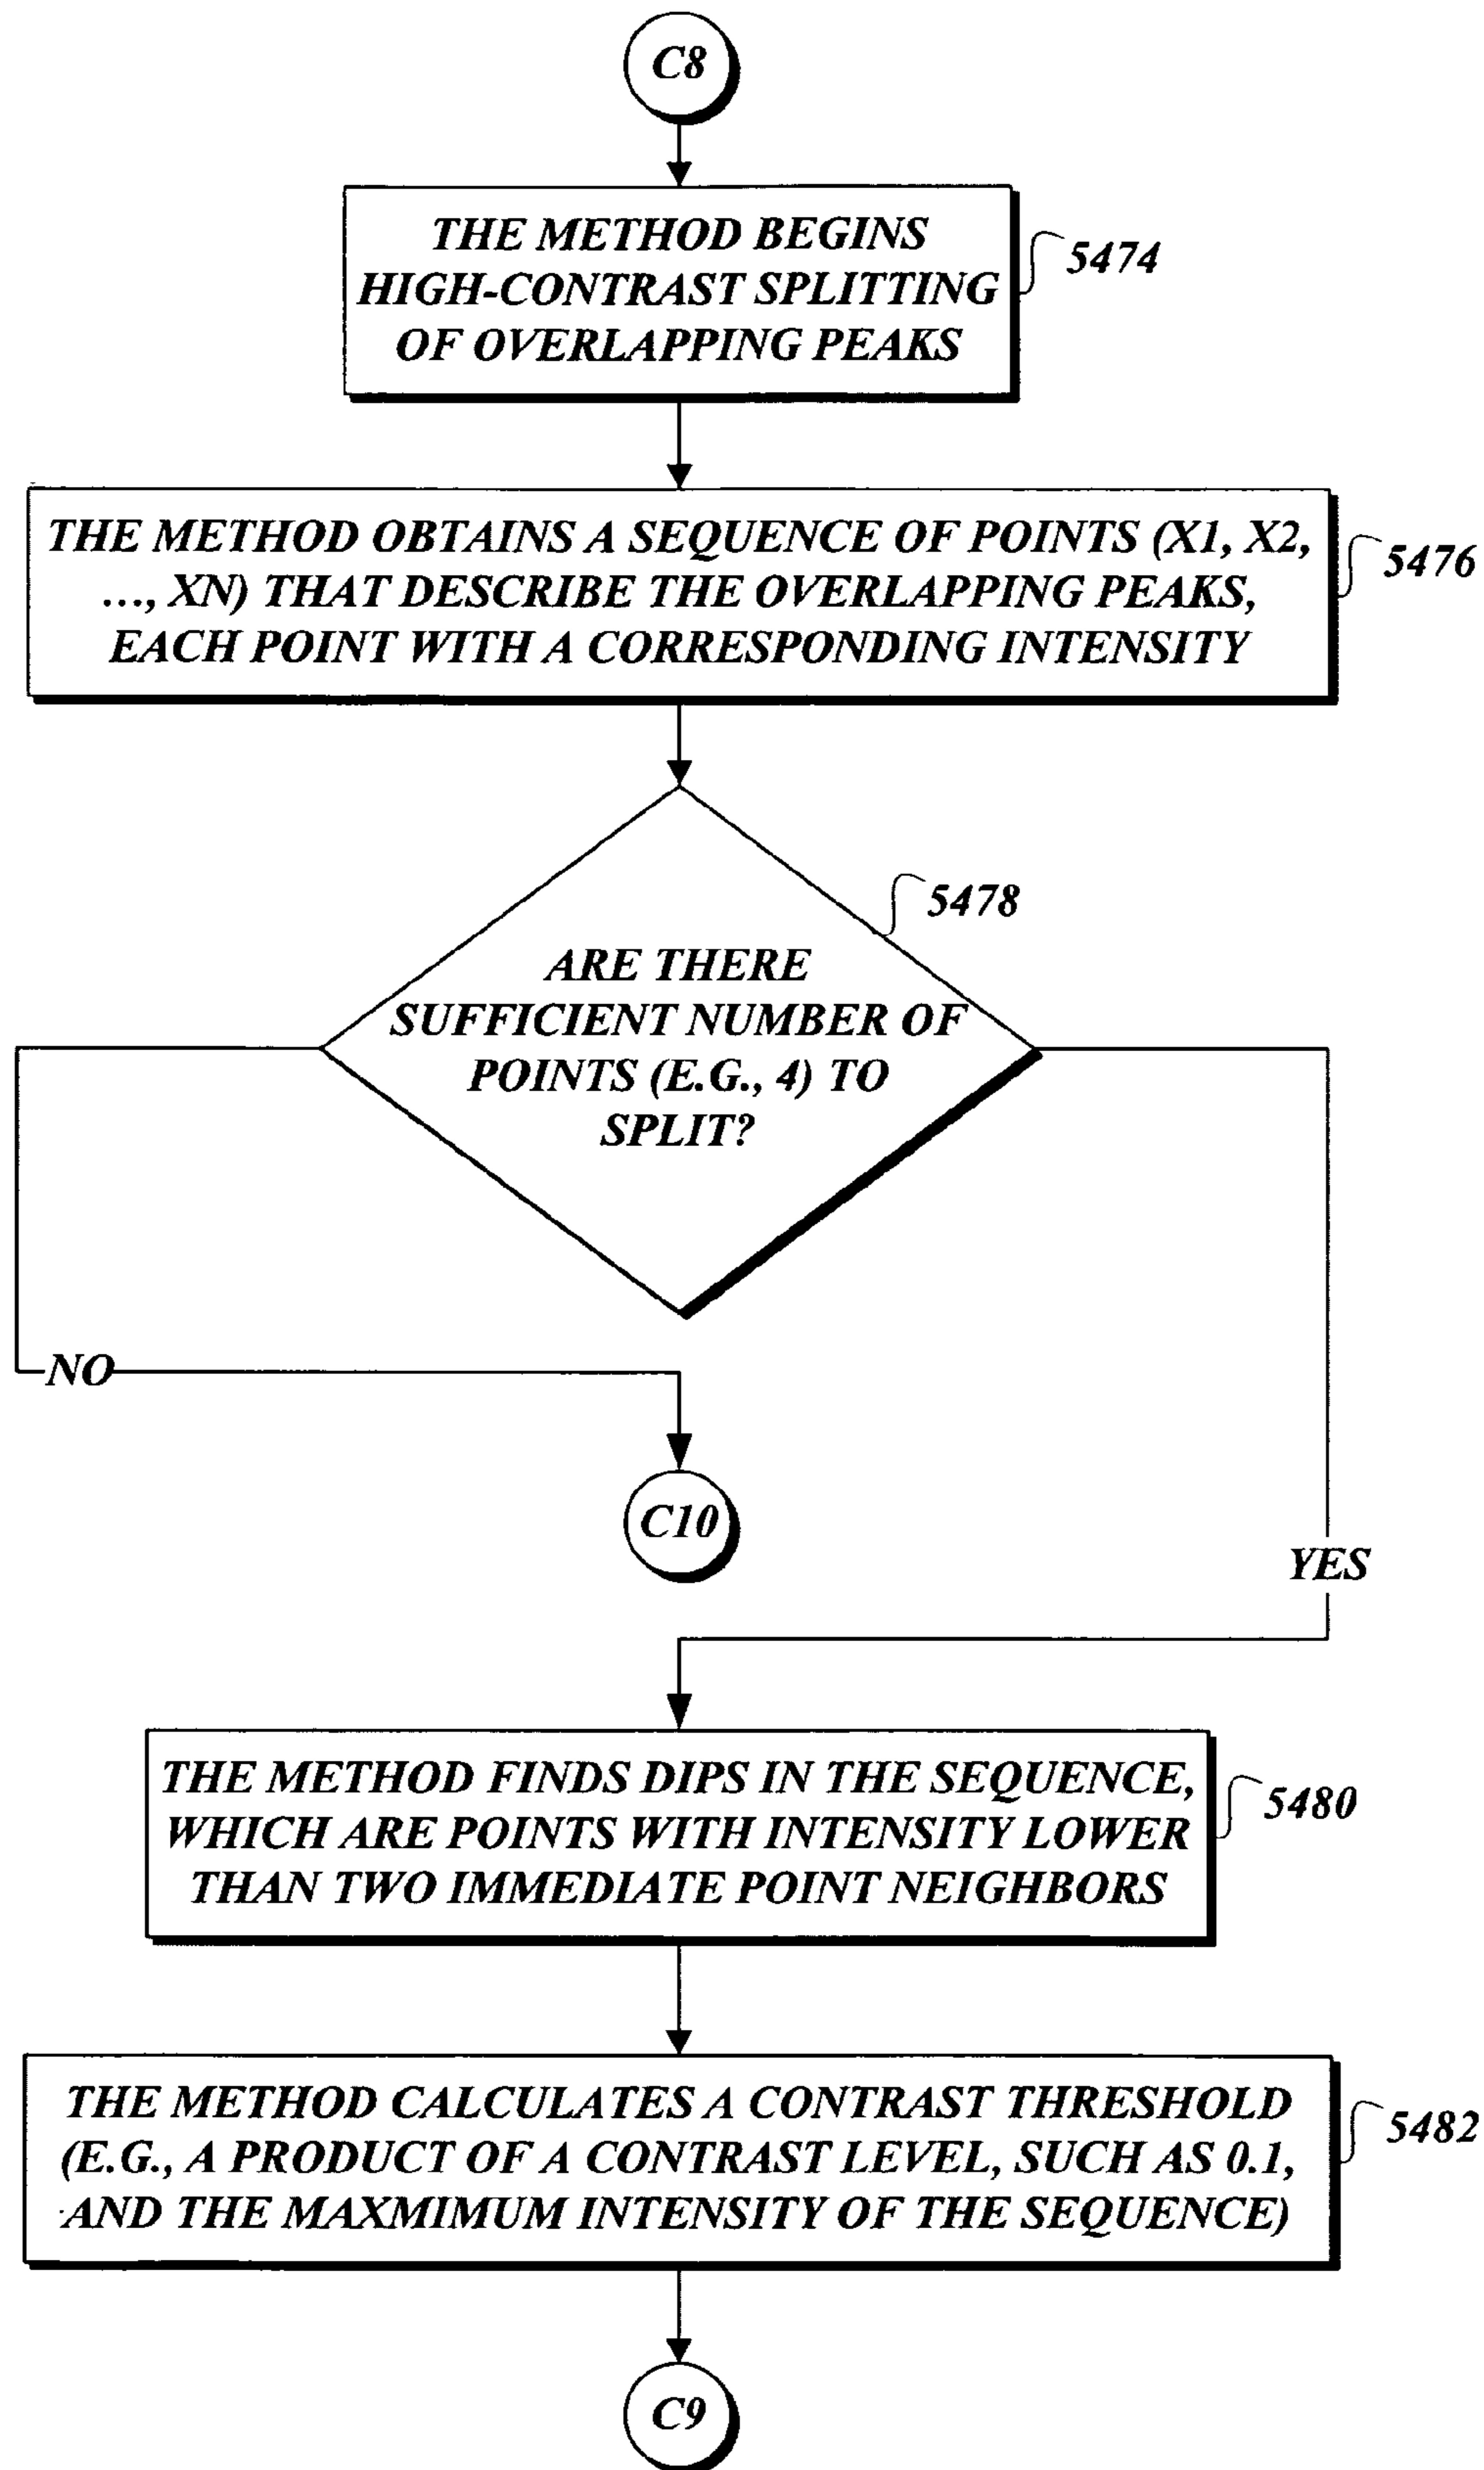 C8
THE METHOD BEGINS
HIGH-CONTRAST SPLITTING
OF OVERLAPPING PEAKS
5474
THE METHOD OBTAINS A SEQUENCE OF POINTS (X1, X2,
..., XN) THAT DESCRIBE THE OVERLAPPING PEAKS,
EACH POINT WITH A CORRESPONDING INTENSITY
5476
5478
ARE THERE
SUFFICIENT NUMBER OF
POINTS (E.G., 4) TO
SPLIT?
NO
C10
YES
THE METHOD FINDS DIPS IN THE SEQUENCE,
WHICH ARE POINTS WITH INTENSITY LOWER
THAN TWO IMMEDIATE POINT NEIGHBORS
5480
THE METHOD CALCULATES A CONTRAST THRESHOLD
(E.G., A PRODUCT OF A CONTRAST LEVEL, SUCH AS 0.1,
AND THE MAXMIMUM INTENSITY OF THE SEQUENCE)
5482
C9